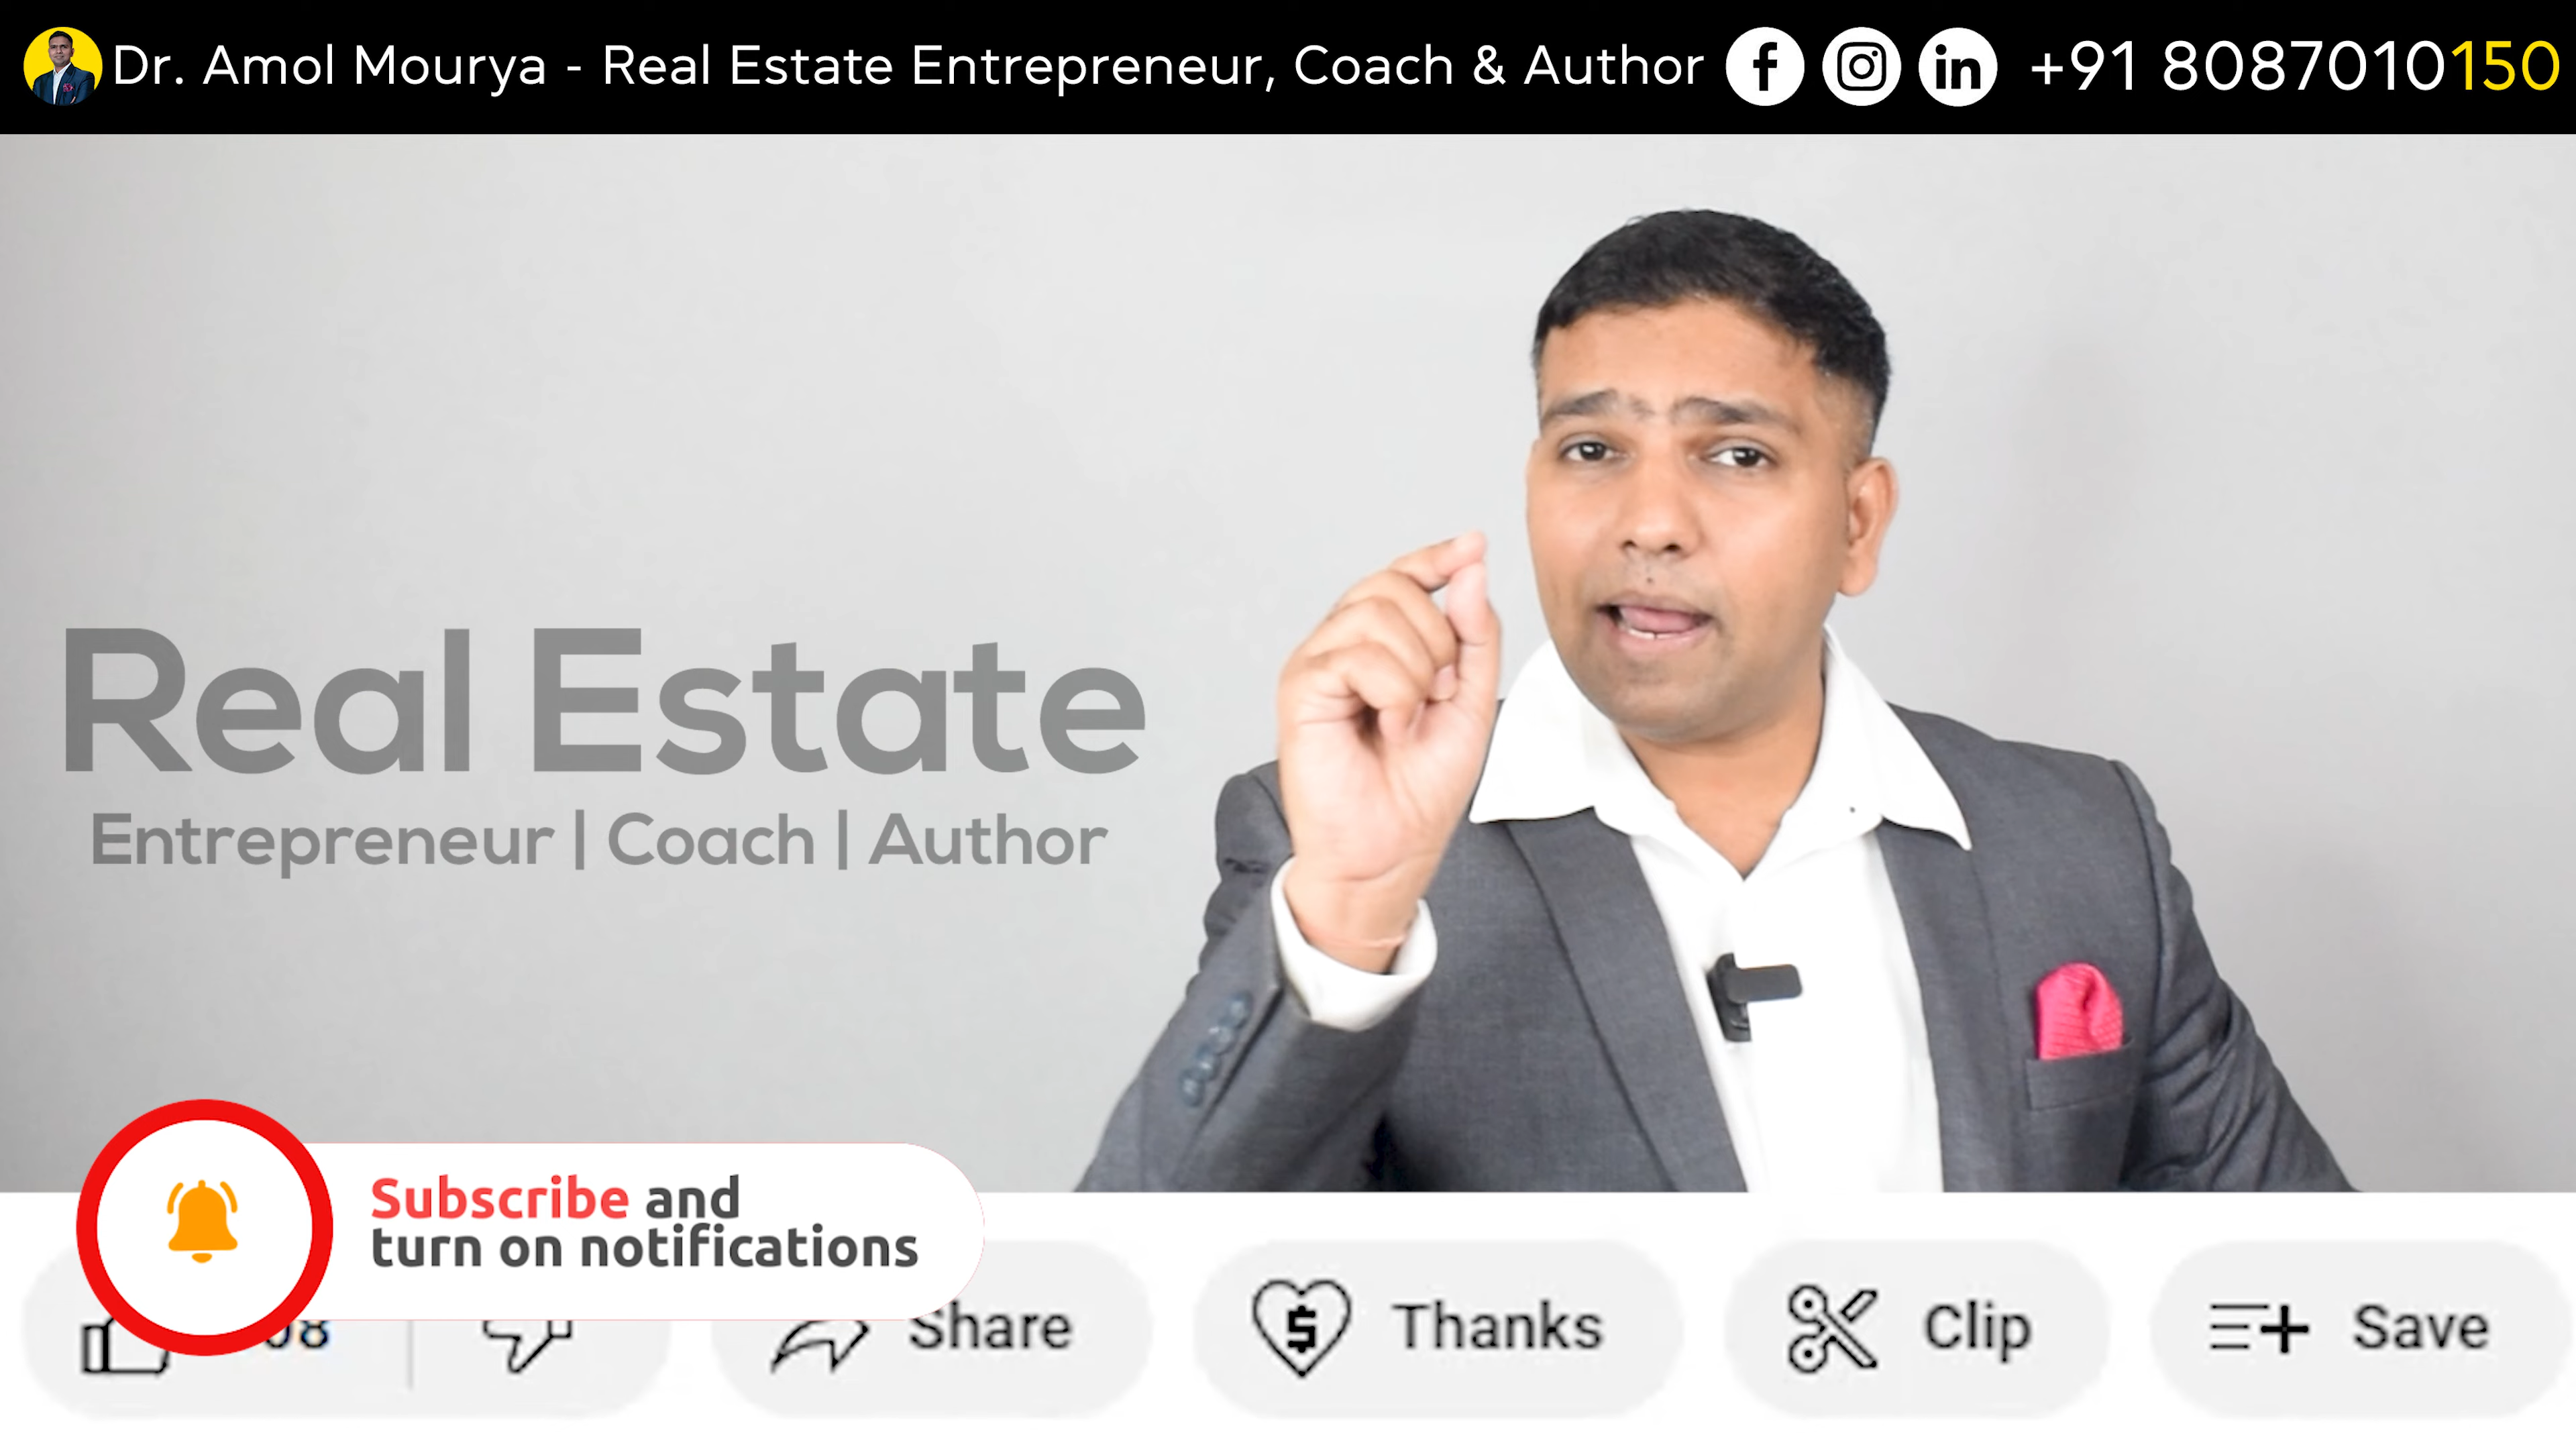 Dr. Amol Mourya - Real Estate Entrepreneur, Coach & Author +91 8087010150
Real Estate
Entrepreneur | Coach | Author
Subscribe and
turn on notifications
Share Thanks Clip Save